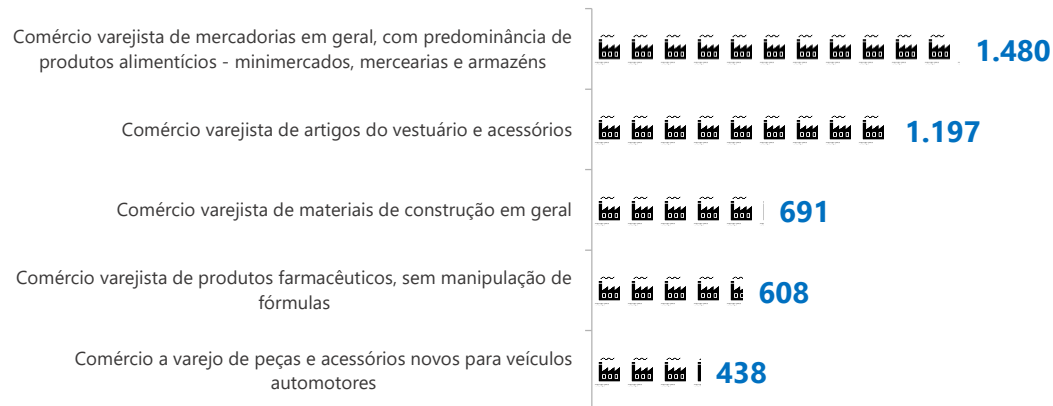 Comércio varejista de mercadorias em geral, com predominância de
produtos alimentícios - minimercados, mercearias e armazéns
1.480
Comércio varejista de artigos do vestuário e acessórios
1.197
Comércio varejista de materiais de construção em geral
691
Comércio varejista de produtos farmacêuticos, sem manipulação de
fórmulas
608
Comércio a varejo de peças e acessórios novos para veículos
automotores
438